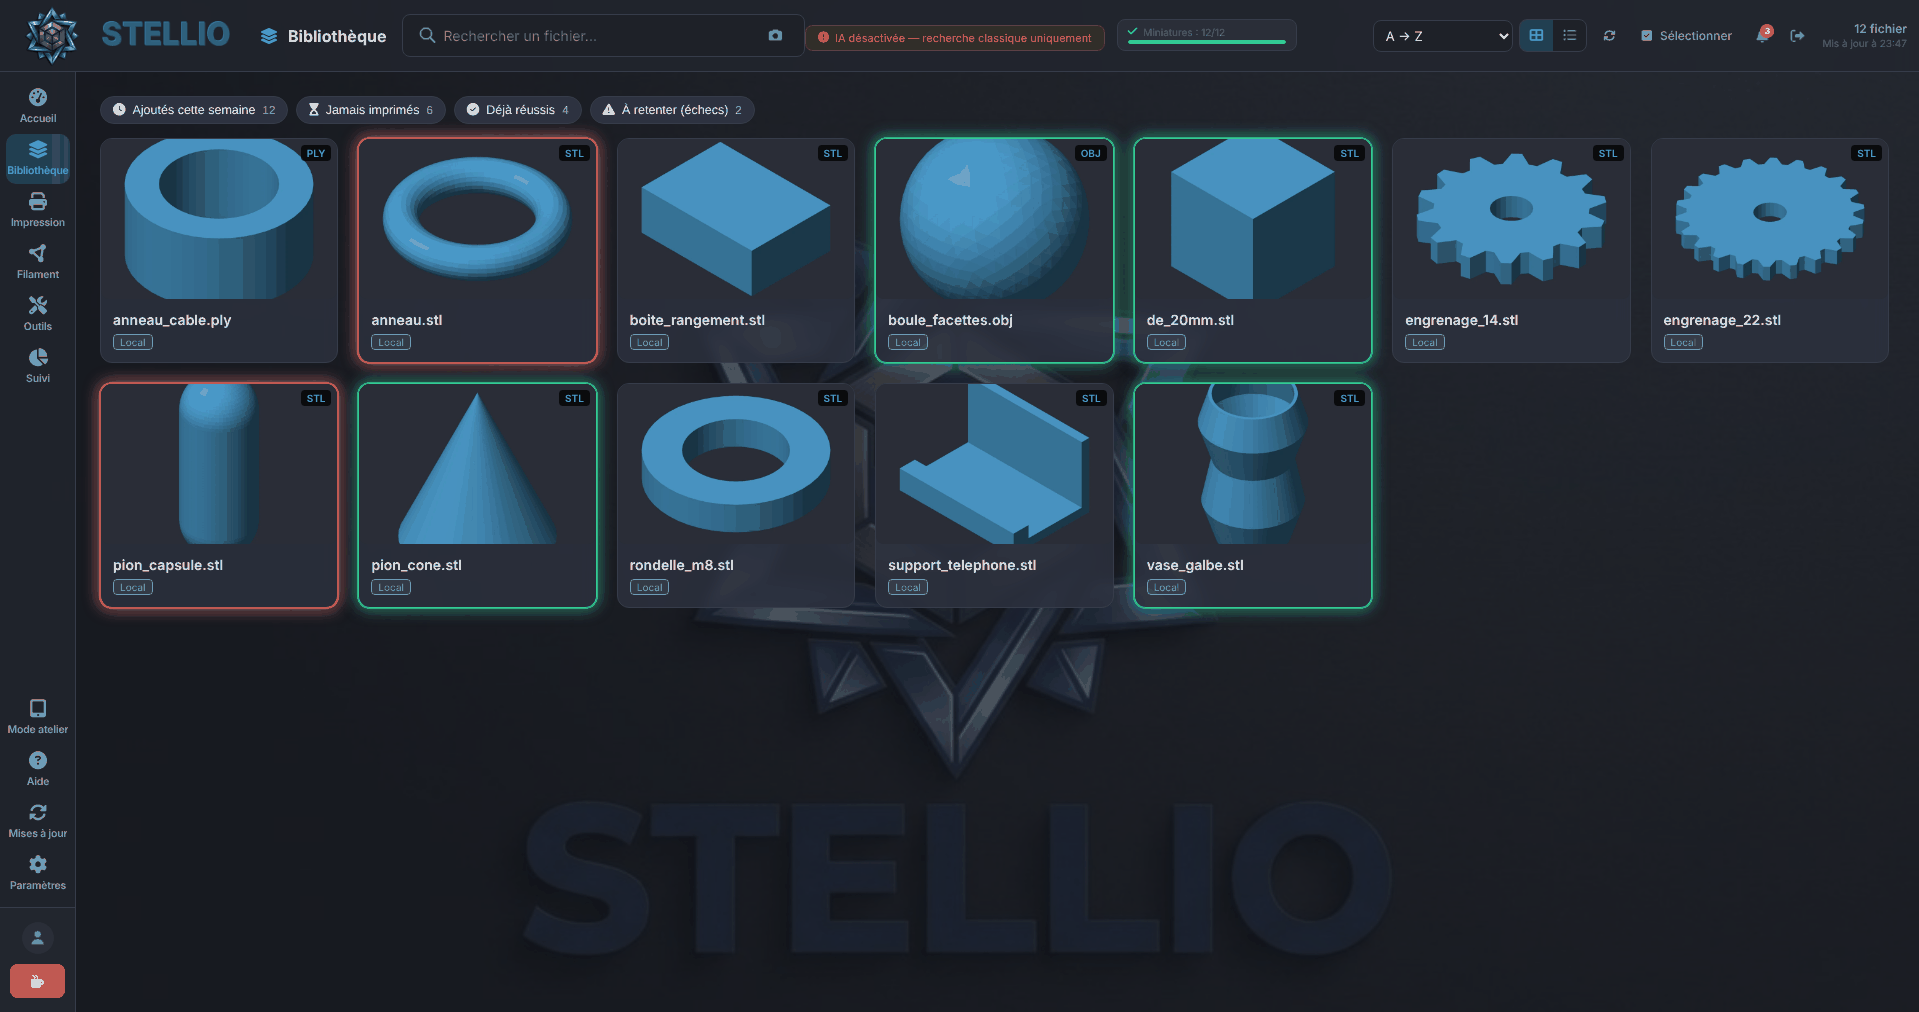 STELLIO
Bibliothèque
Rechercher un fichier...
IA désactivée — recherche classique uniquement
Miniatures : 12/12
A → Z
Sélectionner
3
12 fichier
Mis à jour à 23:47
Accueil
Bibliothèque
Impression
Filament
Outils
Suivi
Mode atelier
Aide
Mises à jour
Paramètres
Ajoutés cette semaine 12
Jamais imprimés 6
Déjà réussis 4
À retenter (échecs) 2
PLY
anneau_cable.ply
Local
STL
anneau.stl
Local
STL
boite_rangement.stl
Local
OBJ
boule_facettes.obj
Local
STL
de_20mm.stl
Local
STL
engrenage_14.stl
Local
STL
engrenage_22.stl
Local
STL
pion_capsule.stl
Local
STL
pion_cone.stl
Local
STL
rondelle_m8.stl
Local
STL
support_telephone.stl
Local
STL
vase_galbe.stl
Local
STELLIO